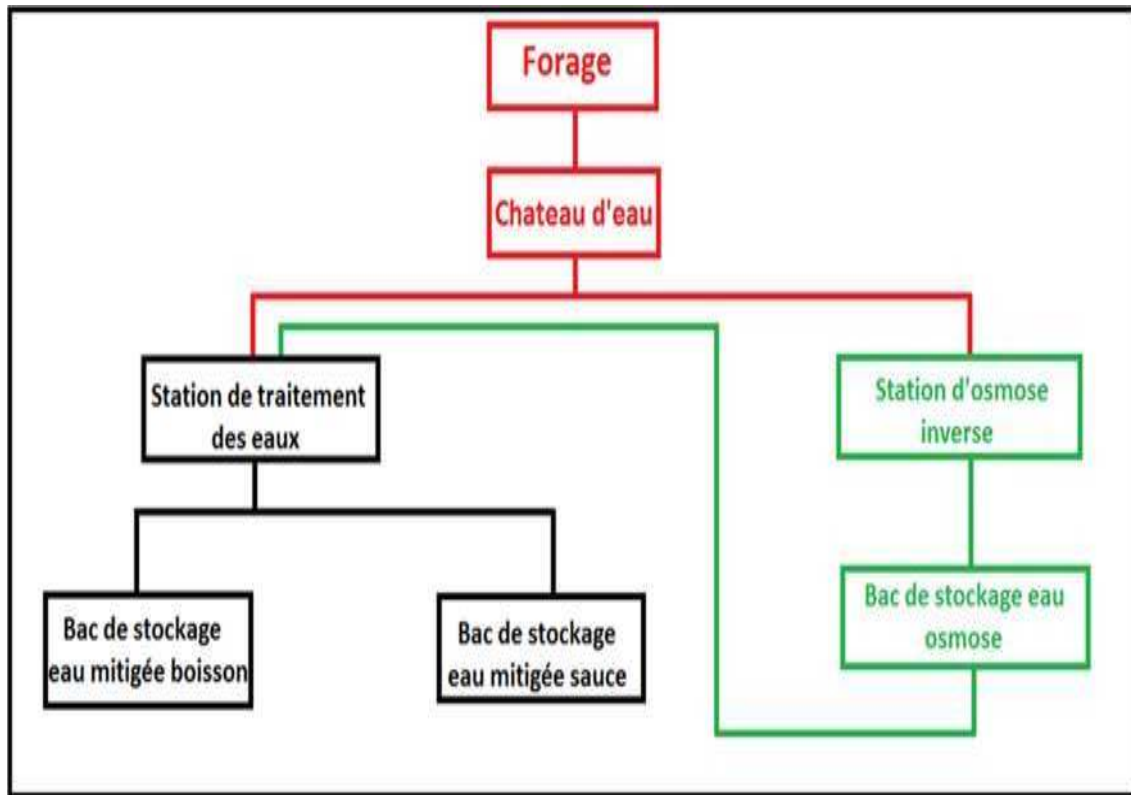 Forage
Chateau d'eau
Station de traitement
des eaux
Station d'osmose
inverse
Bac de stockage
eau mitigée boisson
Bac de stockage
eau mitigée sauce
Bac de stockage eau
osmose